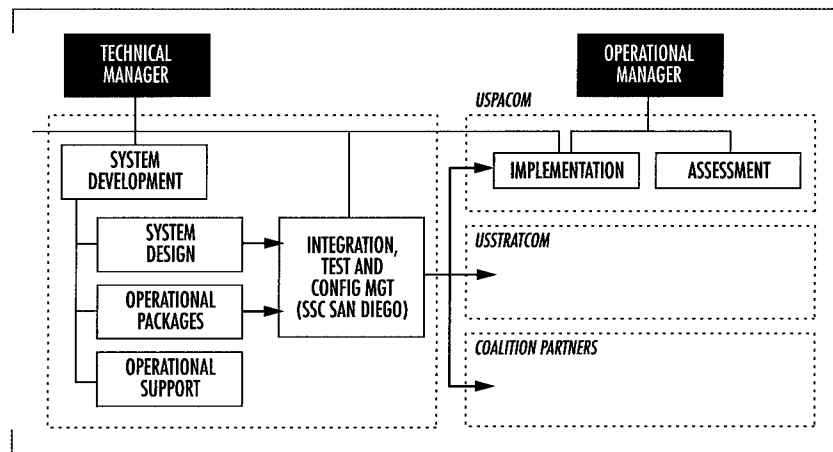 TECHNICAL
MANAGER
OPERATIONAL
MANAGER
USPACOM
SYSTEM
DEVELOPMENT
IMPLEMENTATION
ASSESSMENT
SYSTEM
DESIGN
INTEGRATION,
TEST AND
CONFIG MGT
(SSC SAN DIEGO)
USSTRATCOM
OPERATIONAL
PACKAGES
OPERATIONAL
SUPPORT
COALITION PARTNERS